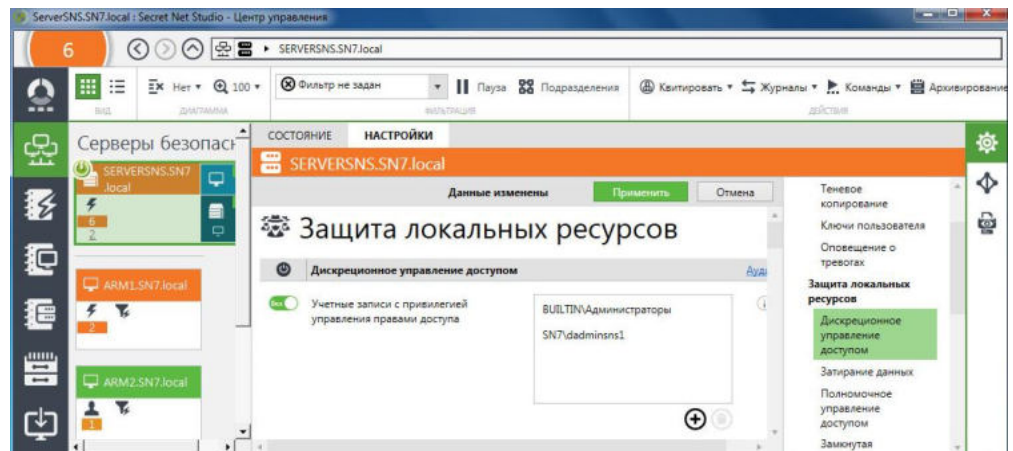 ServerSNS.SN7.local : Secret Net Studio - Центр управления
6
SERVERSNS.SN7.local
Нет
100
Фильтр не задан
Пауза
Подразделения
Квитировать
Журналы
Команды
Архивирование
ВИД
ДИАГРАММА
ФИЛЬТРАЦИЯ
ДЕЙСТВИЯ
Серверы безопасн
SERVERSNS.SN7
.local
6
2
ARM1.SN7.local
2
ARM2.SN7.local
1
СОСТОЯНИЕ
НАСТРОЙКИ
SERVERSNS.SN7.local
Данные изменены
Применить
Отмена
Защита локальных ресурсов
Дискреционное управление доступом
Ауди
Учетные записи с привилегией
управления правами доступа
BUILTIN\Администраторы
SN7\dadminsns1
Теневое
копирование
Ключи пользователя
Оповещение о
тревогах
Защита локальных
ресурсов
Дискреционное
управление
доступом
Затирание данных
Полномочное
управление
доступом
Замкнутая